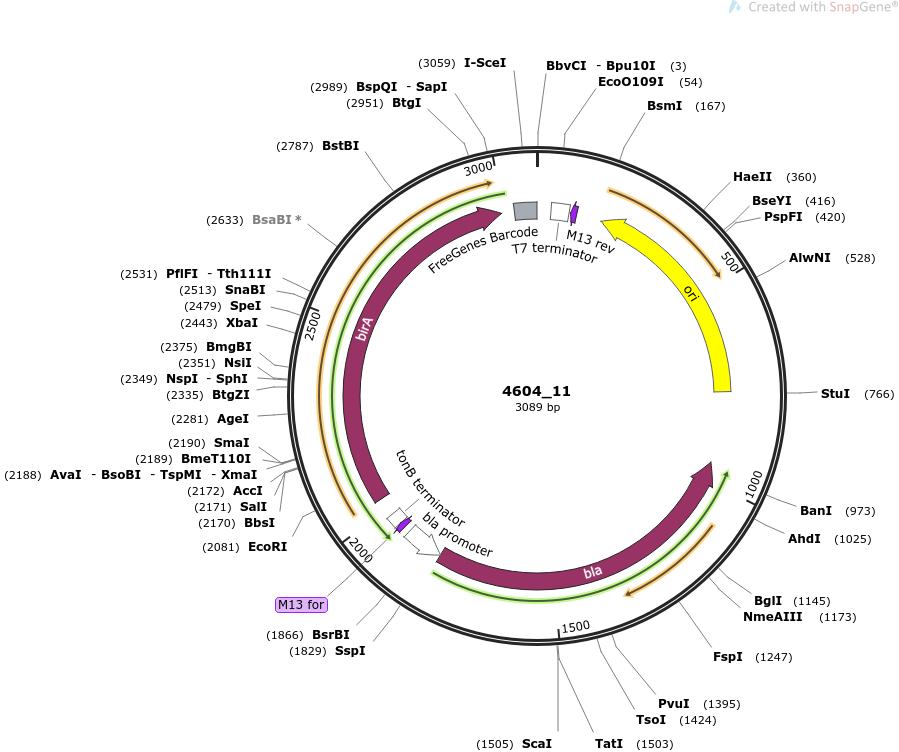 Created with SnapGene®
(3059) I-SceI
BbvCI - Bpu10I (3)
(2989) BspQI - SapI
EcoO109I (54)
(2951) BtgI
BsmI (167)
(2787) BstBI
3000
HaeII (360)
BseYI (416)
(2633) BsaBI *
PspFI (420)
FreeGenes Barcode
M13 rev
T7 terminator
500
AlwNI (528)
(2531) PflFI - Tth111I
(2513) SnaBI
ori
(2479) SpeI
2500
(2443) XbaI
birA
(2375) BmgBI
(2351) NsiI
(2349) NspI - SphI
(2335) BtgZI
4604_11
3089 bp
StuI (766)
(2281) AgeI
(2190) SmaI
(2189) BmeT110I
(2188) AvaI - BsoBI - TspMI - XmaI
(2172) AccI
(2171) SalI
(2170) BbsI
tonB terminator
1000
BanI (973)
bla promoter
AhdI (1025)
(2081) EcoRI
2000
bla
M13 for
BglI (1145)
NmeAIII (1173)
1500
(1866) BsrBI
(1829) SspI
FspI (1247)
PvuI (1395)
TsoI (1424)
(1505) ScaI
TatI (1503)